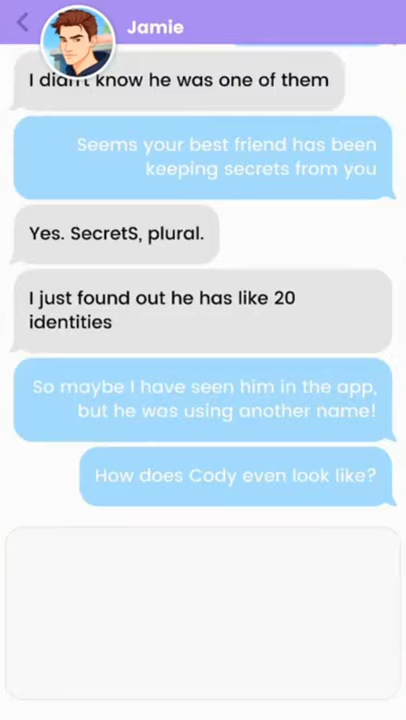 Jamie
I didn't know he was one of them
Seems your best friend has been
keeping secrets from you
Yes. SecretS, plural.
I just found out he has like 20
identities
So maybe I have seen him in the app,
but he was using another name!
How does Cody even look like?